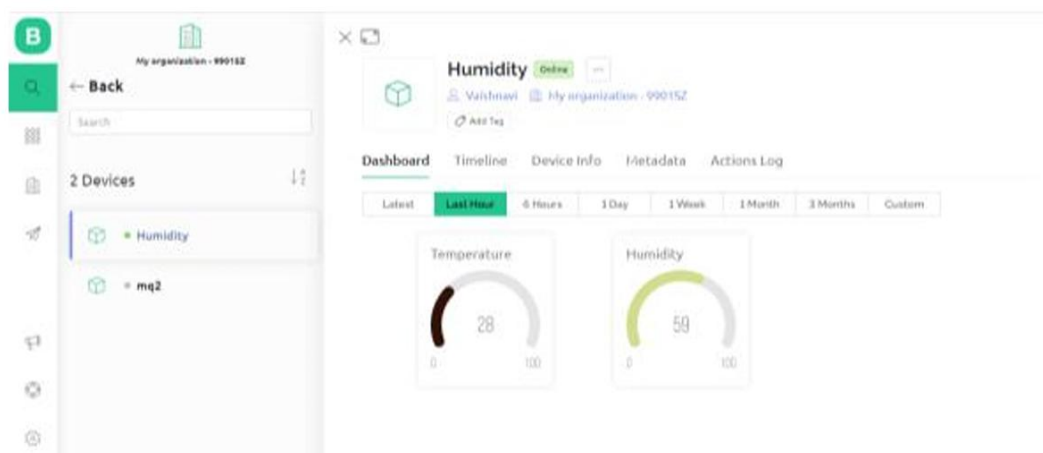 B
My organization - 9901SZ
← Back
Search
2 Devices
Humidity
mq2
Humidity Online ...
Vaishnavi My organization - 9901SZ
Add Tag
Dashboard Timeline Device Info Metadata Actions Log
Latest Last Hour 6 Hours 1 Day 1 Week 1 Month 3 Months Custom
Temperature
28
0 100
Humidity
59
0 100